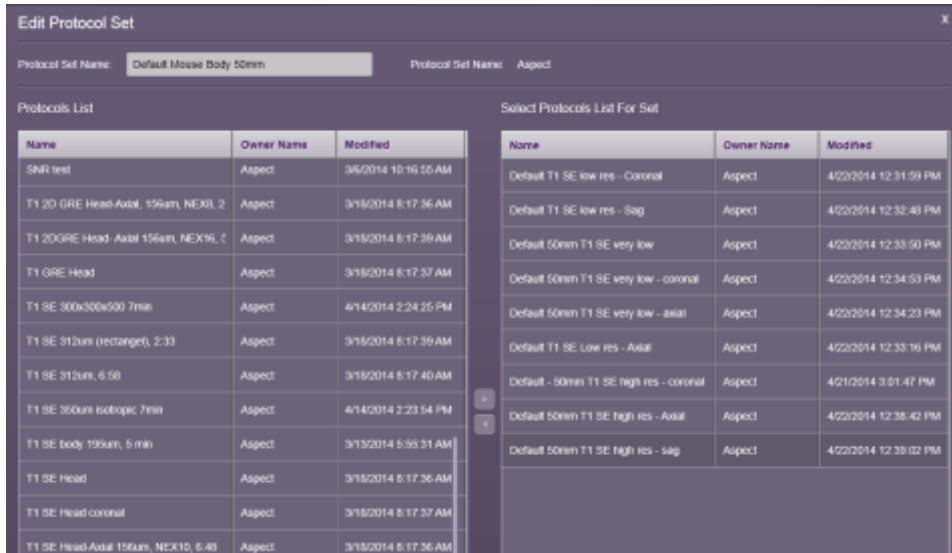 Edit Protocol Set
X
Protocol Set Name: Default Mouse Body 50mm Protocol Set Name: Aspect
Protocols List
Name Owner Name Modified
SNR test Aspect 3/6/2014 10:16:55 AM
T1 2D GRE Head-Axial, 156um, NEX8, 2 Aspect 3/18/2014 8:17:36 AM
T1 2DGRE Head- Axial 156um, NEX16, Aspect 3/18/2014 8:17:39 AM
T1 GRE Head Aspect 3/18/2014 8:17:37 AM
T1 SE 300x300x500 7min Aspect 4/14/2014 2:24:25 PM
T1 SE 312um (rectangel), 2:33 Aspect 3/18/2014 8:17:39 AM
T1 SE 312um, 6:58 Aspect 3/18/2014 8:17:40 AM
T1 SE 350um isotropic 7min Aspect 4/14/2014 2:23:54 PM
T1 SE body 195um, 5 min Aspect 3/13/2014 5:55:31 AM
T1 SE Head Aspect 3/18/2014 8:17:36 AM
T1 SE Head coronal Aspect 3/18/2014 8:17:37 AM
T1 SE Head-Axial 156um, NEX10, 6:48 Aspect 3/18/2014 8:17:36 AM
Select Protocols List For Set
Name Owner Name Modified
Default T1 SE low res - Coronal Aspect 4/22/2014 12:31:59 PM
Default T1 SE low res - Sag Aspect 4/22/2014 12:32:48 PM
Default 50mm T1 SE very low Aspect 4/22/2014 12:33:50 PM
Default 50mm T1 SE very low - coronal Aspect 4/22/2014 12:34:53 PM
Default 50mm T1 SE very low - axial Aspect 4/22/2014 12:34:23 PM
Default T1 SE Low res - Axial Aspect 4/22/2014 12:33:16 PM
Default - 50mm T1 SE high res - coronal Aspect 4/21/2014 3:01:47 PM
Default 50mm T1 SE high res - Axial Aspect 4/22/2014 12:38:42 PM
Default 50mm T1 SE high res - sag Aspect 4/22/2014 12:39:02 PM